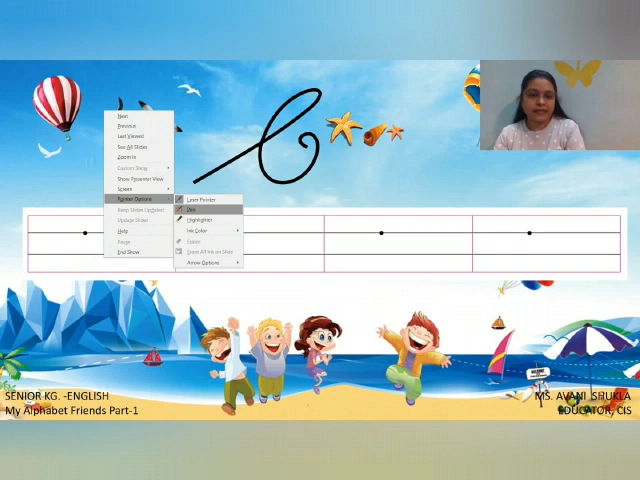 b
Next
Previous
Last Viewed
See All Slides
Zoom In
Custom Show
Show Presenter View
Screen
Pointer Options
Keep Slides Updated
Update Slides
Help
Pause
End Show
Laser Pointer
Pen
Highlighter
Ink Color
Eraser
Erase All Ink on Slide
Arrow Options
SENIOR KG. -ENGLISH
My Alphabet Friends Part-1
MS. AVANI SHUKLA
EDUCATOR, CIS